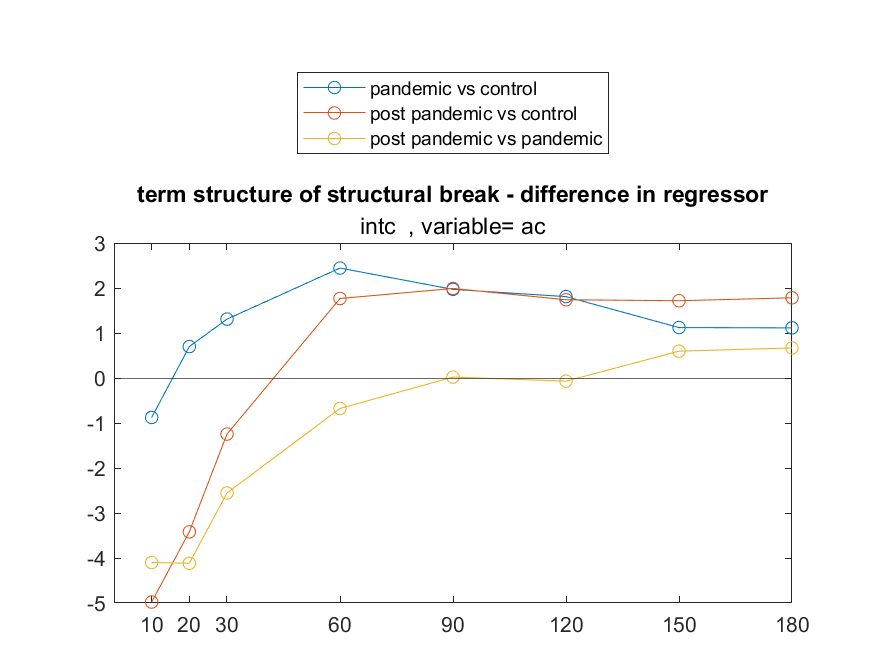 pandemic vs control
post pandemic vs control
post pandemic vs pandemic
term structure of structural break - difference in regressor
intc , variable= ac
3
2
1
0
-1
-2
-3
-4
-5
10 20 30 60 90 120 150 180